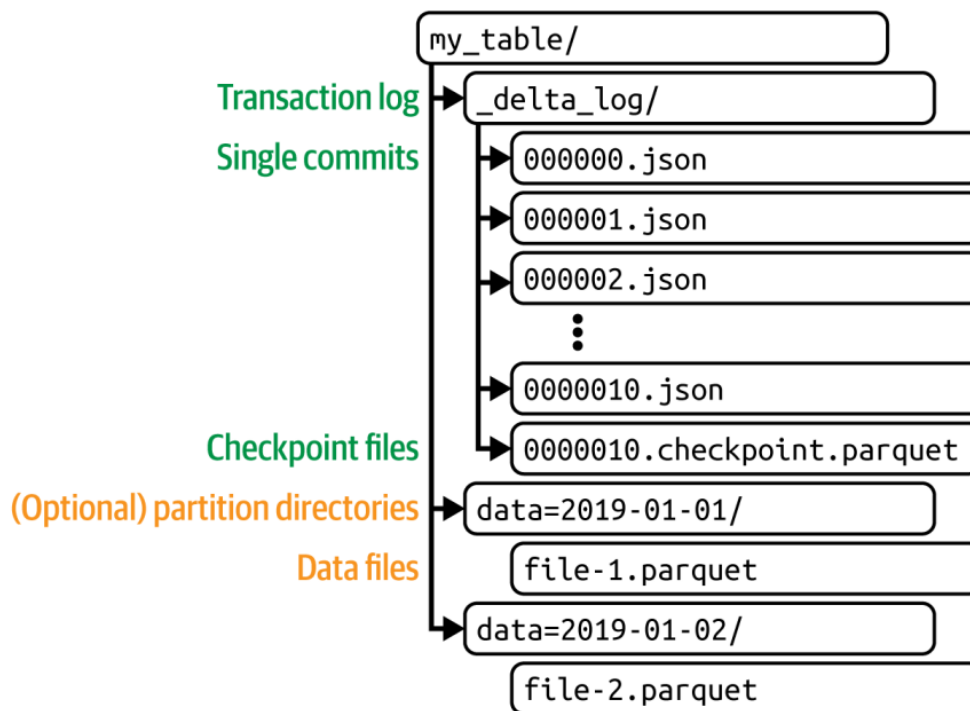 my_table/
Transaction log _delta_log/
Single commits 000000.json
000001.json
000002.json
0000010.json
Checkpoint files 0000010.checkpoint.parquet
(Optional) partition directories data=2019-01-01/
Data files file-1.parquet
data=2019-01-02/
file-2.parquet